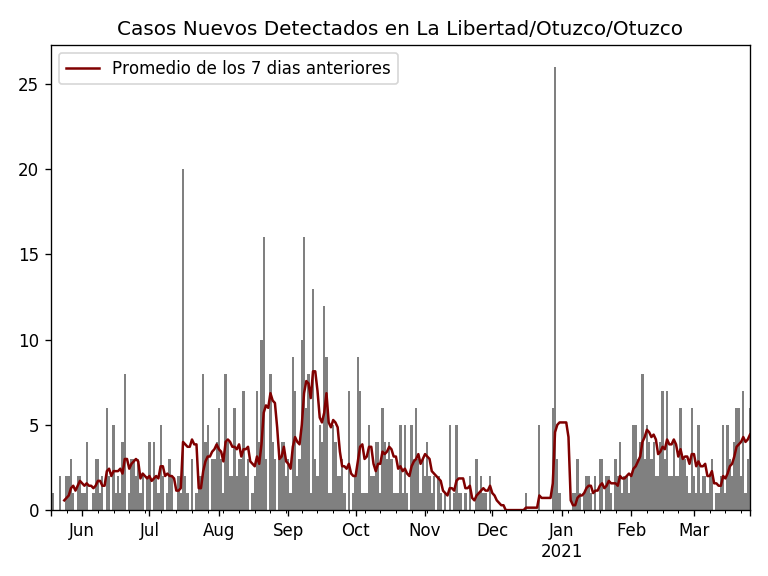 Casos Nuevos Detectados en La Libertad/Otuzco/Otuzco
Promedio de los 7 dias anteriores
25
20
15
10
5
0
Jun Jul Aug Sep Oct Nov Dec Jan Feb Mar
2021